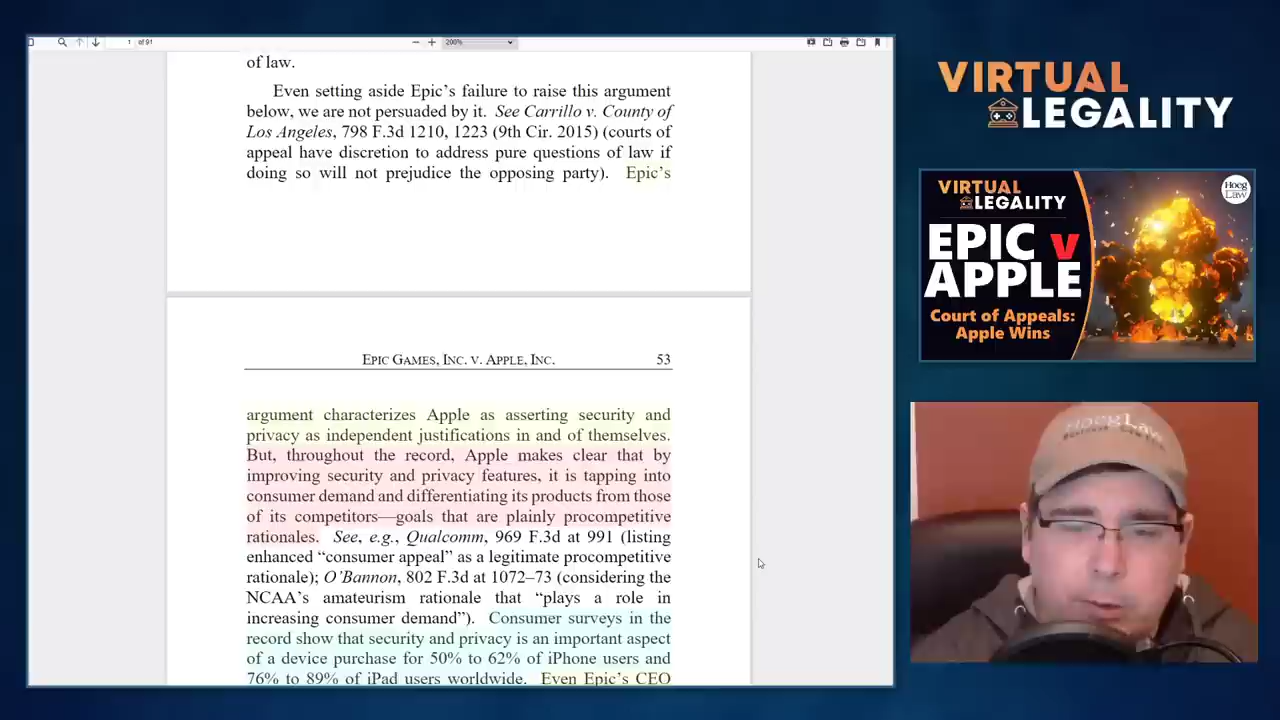 1 of 91
200%
of law.
Even setting aside Epic's failure to raise this argument
below, we are not persuaded by it. See Carrillo v. County of
Los Angeles, 798 F.3d 1210, 1223 (9th Cir. 2015) (courts of
appeal have discretion to address pure questions of law if
doing so will not prejudice the opposing party). Epic's
EPIC GAMES, INC. V. APPLE, INC. 53
argument characterizes Apple as asserting security and
privacy as independent justifications in and of themselves.
But, throughout the record, Apple makes clear that by
improving security and privacy features, it is tapping into
consumer demand and differentiating its products from those
of its competitors—goals that are plainly procompetitive
rationales. See, e.g., Qualcomm, 969 F.3d at 991 (listing
enhanced “consumer appeal” as a legitimate procompetitive
rationale); O'Bannon, 802 F.3d at 1072–73 (considering the
NCAA's amateurism rationale that “plays a role in
increasing consumer demand”). Consumer surveys in the
record show that security and privacy is an important aspect
of a device purchase for 50% to 62% of iPhone users and
76% to 89% of iPad users worldwide. Even Epic's CEO
VIRTUAL
LEGALITY
VIRTUAL
LEGALITY
Hoeg
Law
EPIC v
APPLE
Court of Appeals:
Apple Wins
HoegLaw